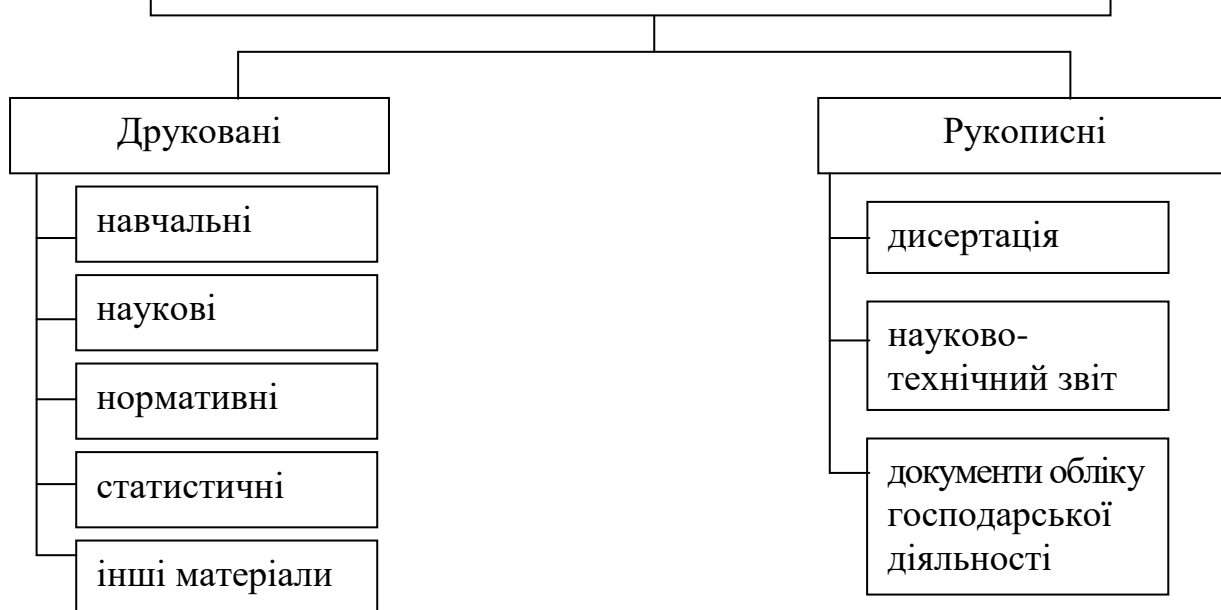 Друковані
навчальні
наукові
нормативні
статистичні
інші матеріали
Рукописні
дисертація
науково-
технічний звіт
документи обліку
господарської
діяльності